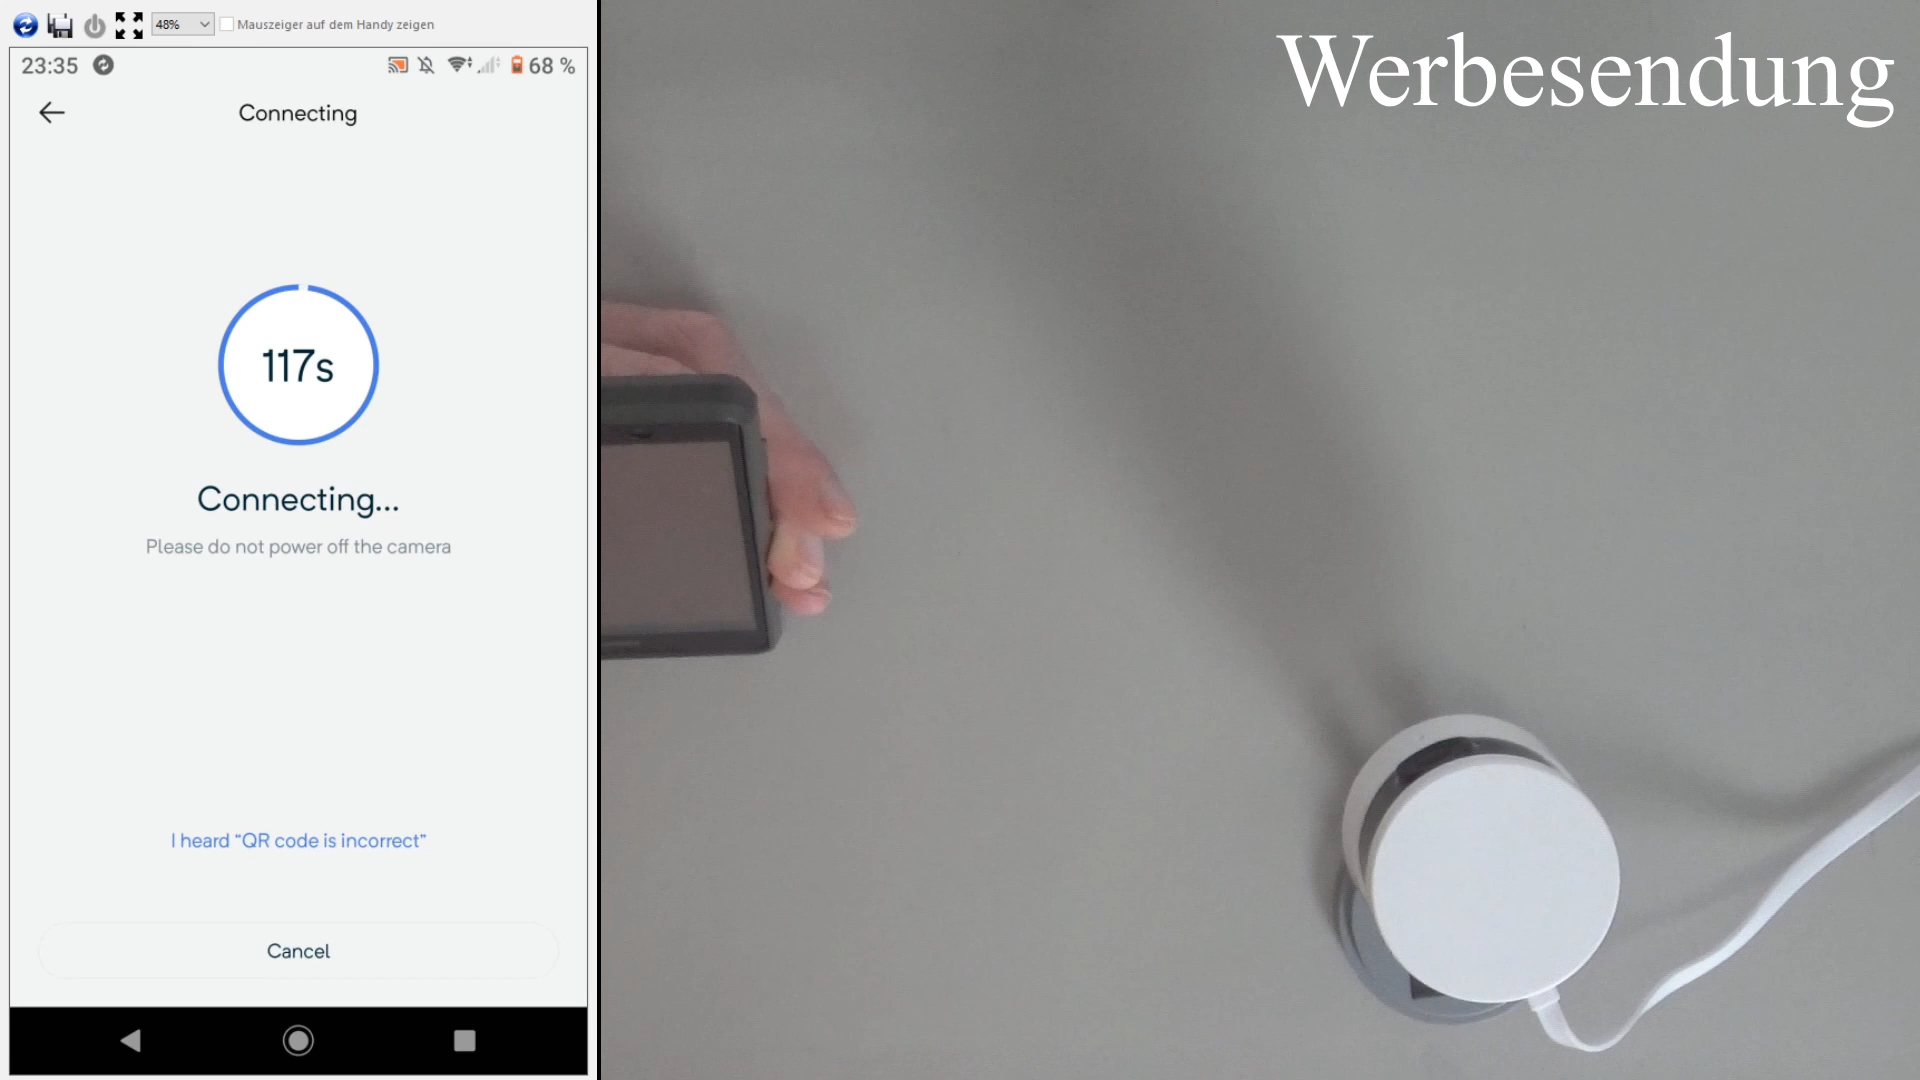 48%
Mauszeiger auf dem Handy zeigen
23:35
68 %
Connecting
117s
Connecting...
Please do not power off the camera
I heard “QR code is incorrect”
Cancel
Werbesendung